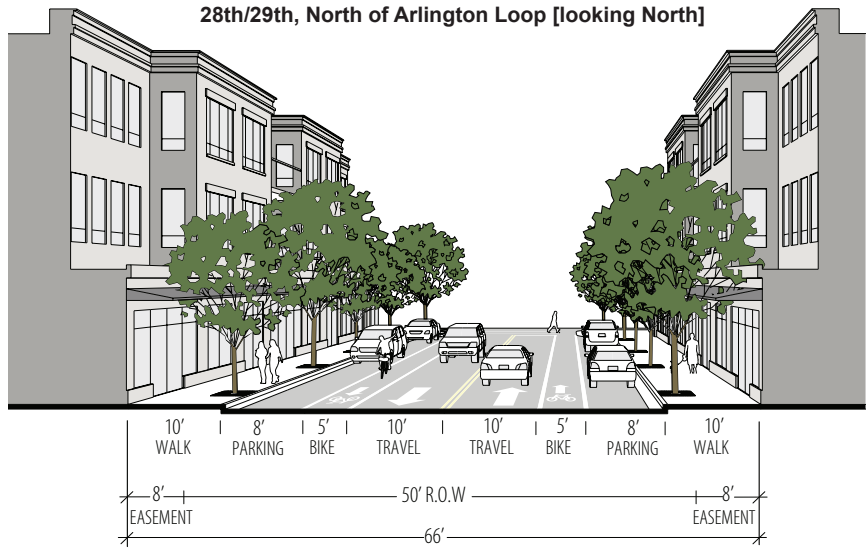 28th/29th, North of Arlington Loop [looking North]
10’ 8’ 5’ 10’ 10’ 5’ 8’ 10’
WALK PARKING BIKE TRAVEL TRAVEL BIKE PARKING WALK
8’ 50’ R.O.W 8’
EASEMENT EASEMENT
66’